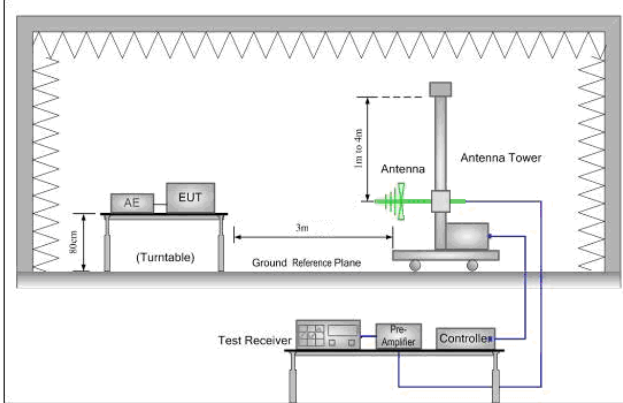 1m to 4m
Antenna
Antenna Tower
AE
EUT
80cm
(Turntable)
3m
Ground Reference Plane
Test Receiver
Pre-
Amplifier
Controller